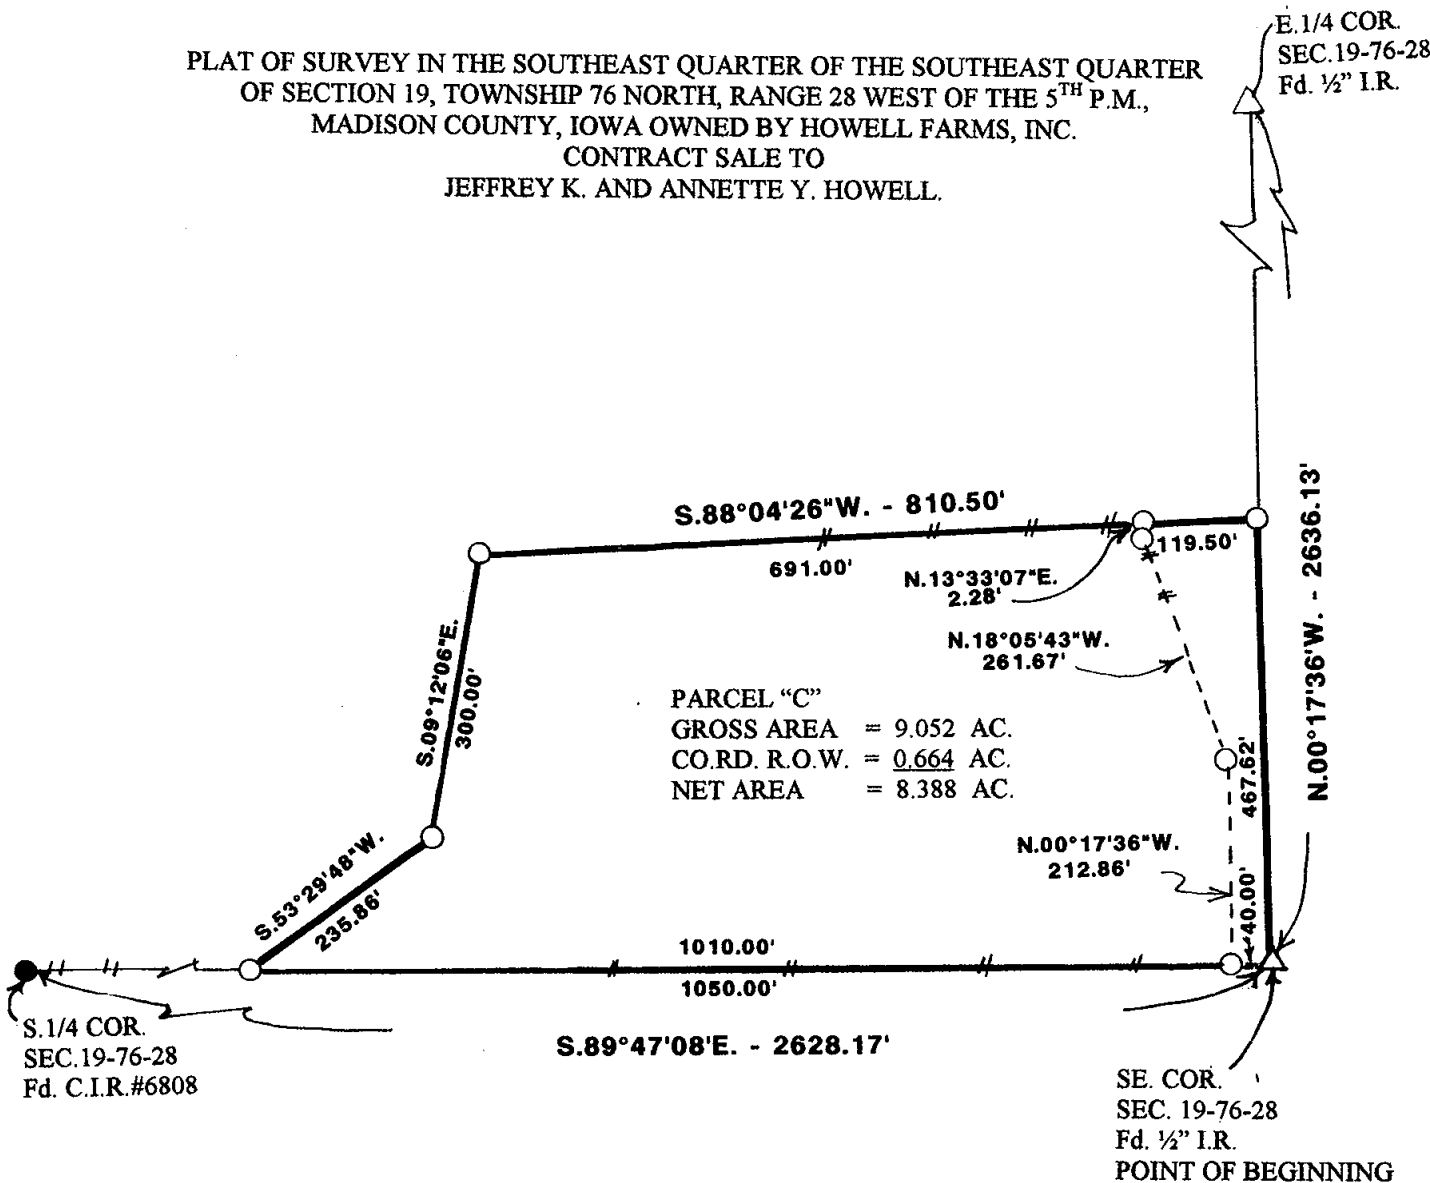 E.1/4 COR.
SEC.19-76-28
Fd. ½" I.R.
PLAT OF SURVEY IN THE SOUTHEAST QUARTER OF THE SOUTHEAST QUARTER
OF SECTION 19, TOWNSHIP 76 NORTH, RANGE 28 WEST OF THE 5TH P.M.,
MADISON COUNTY, IOWA OWNED BY HOWELL FARMS, INC.
CONTRACT SALE TO
JEFFREY K. AND ANNETTE Y. HOWELL.
S.88°04'26"W. - 810.50'
691.00'
119.50'
N.13°33'07"E.
2.28'
N.18°05'43"W.
261.67'
N.00°17'36'W. - 2636.13'
S.09°12'06"E.
300.00'
PARCEL “C”
GROSS AREA = 9.052 AC.
CO.RD. R.O.W. = 0.664 AC.
NET AREA = 8.388 AC.
467.62'
N.00°17'36"W.
212.86'
40.00'
S.53°29'48"W.
235.86'
1010.00'
1050.00'
S.89°47'08'E. - 2628.17'
S.1/4 COR.
SEC.19-76-28
Fd. C.I.R.#6808
SE. COR.
SEC. 19-76-28
Fd. ½" I.R.
POINT OF BEGINNING